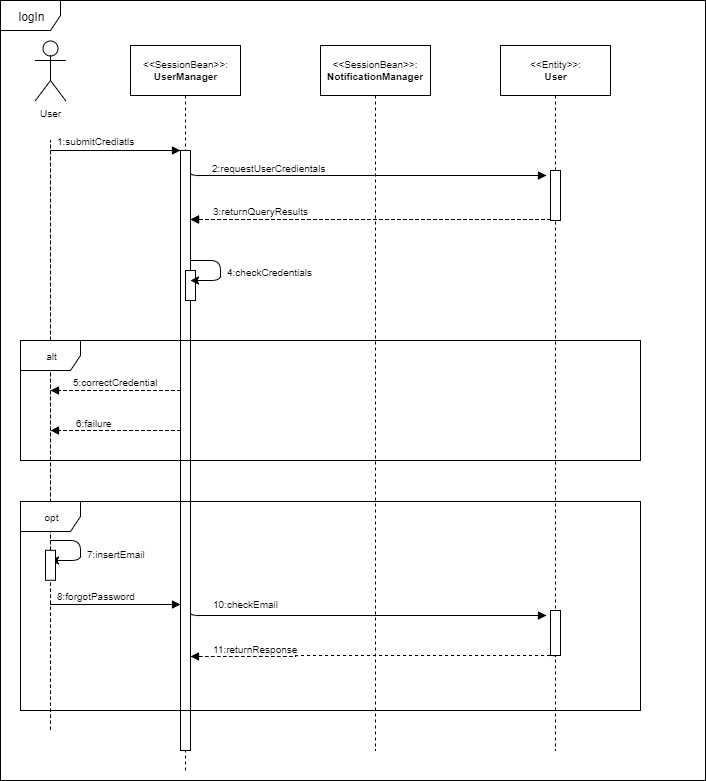 logIn
<<SessionBean>>:
UserManager
<<SessionBean>>:
NotificationManager
<<Entity>>:
User
User
1:submitCrediatls
2:requestUserCredientals
3:returnQueryResults
4:checkCredentials
alt
5:correctCredential
6:failure
opt
7:insertEmail
8:forgotPassword
10:checkEmail
11:returnResponse